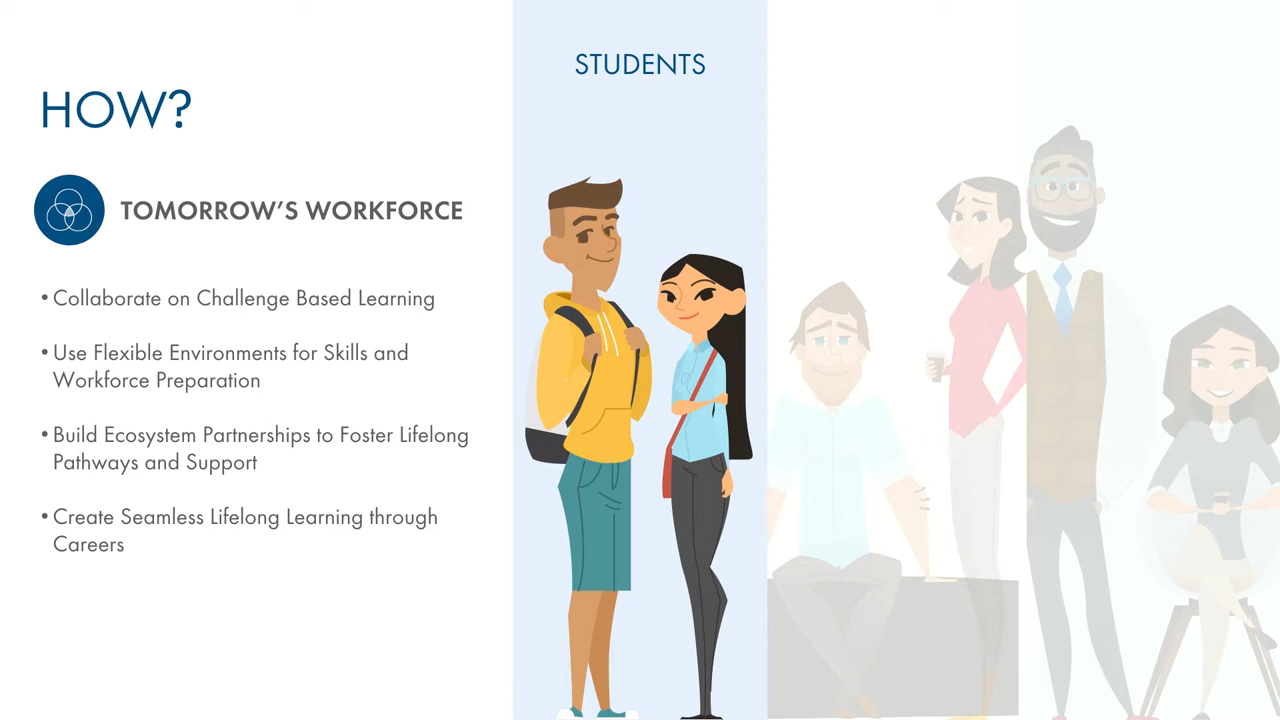 HOW?
TOMORROW’S WORKFORCE
• Collaborate on Challenge Based Learning
• Use Flexible Environments for Skills and
Workforce Preparation
• Build Ecosystem Partnerships to Foster Lifelong
Pathways and Support
• Create Seamless Lifelong Learning through
Careers
STUDENTS